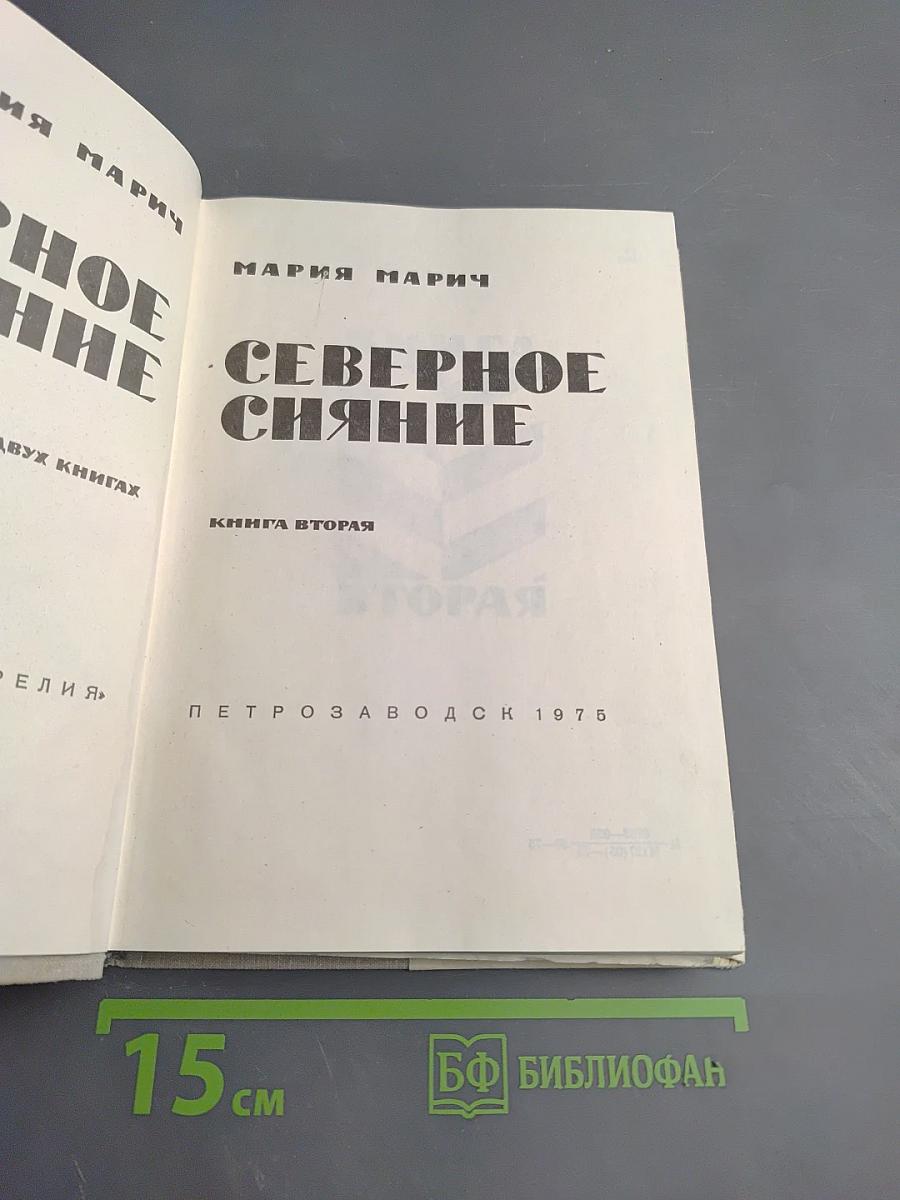 ИЯ МАРИЧ
РНОЕ
НИЕ
ДВУХ КНИГАХ
РЕЛИЯ»
МАРИЯ МАРИЧ
СЕВЕРНОЕ
СИЯНИЕ
КНИГА ВТОРАЯ
ВТОРАЯ
ПЕТРОЗАВОДСК 1975
15 СМ
БФ БИБЛИОФАН